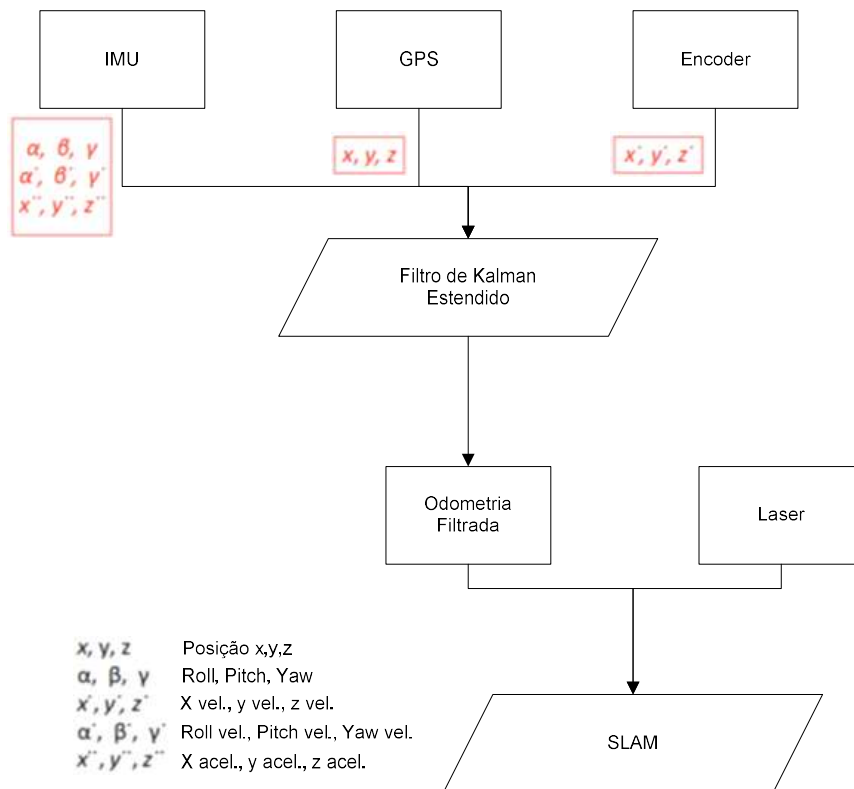 IMU
GPS
Encoder
α, β, γ
α˙, β˙, γ˙
x¨, y¨, z¨
x, y, z
x˙, y˙, z˙
Filtro de Kalman
Estendido
Odometria
Filtrada
Laser
x, y, z Posição x,y,z
α, β, γ Roll, Pitch, Yaw
x˙, y˙, z˙ X vel., y vel., z vel.
α˙, β˙, γ˙ Roll vel., Pitch vel., Yaw vel.
x¨, y¨, z¨ X acel., y acel., z acel.
SLAM